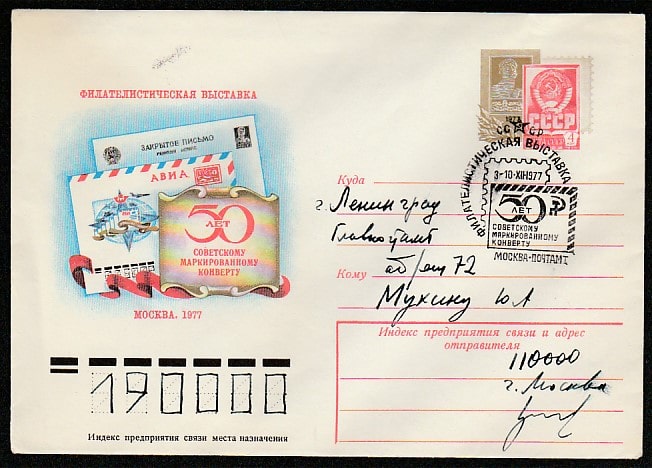 ФИЛАТЕЛИСТИЧЕСКАЯ ВЫСТАВКА
ЗАКРЫТОЕ ПИСЬМО
АВИА
50
ЛЕТ
СОВЕТСКОМУ
МАРКИРОВАННОМУ
КОНВЕРТУ
МОСКВА. 1977
1977
СССР
4
СС СР
ФИЛАТЕЛИСТИЧЕСКАЯ ВЫСТАВКА
3-10.XII1977
50
ЛЕТ
СОВЕТСКОМУ
МАРКИРОВАННОМУ
КОНВЕРТУ
МОСКВА-ПОЧТАМТ
Куда
г. Ленинград
Главпочтамт
аб/ящ 72
Кому
Мухину Ю А
Индекс предприятия связи и адрес
отправителя
110000
г. Москва
190000
Индекс предприятия связи места назначения